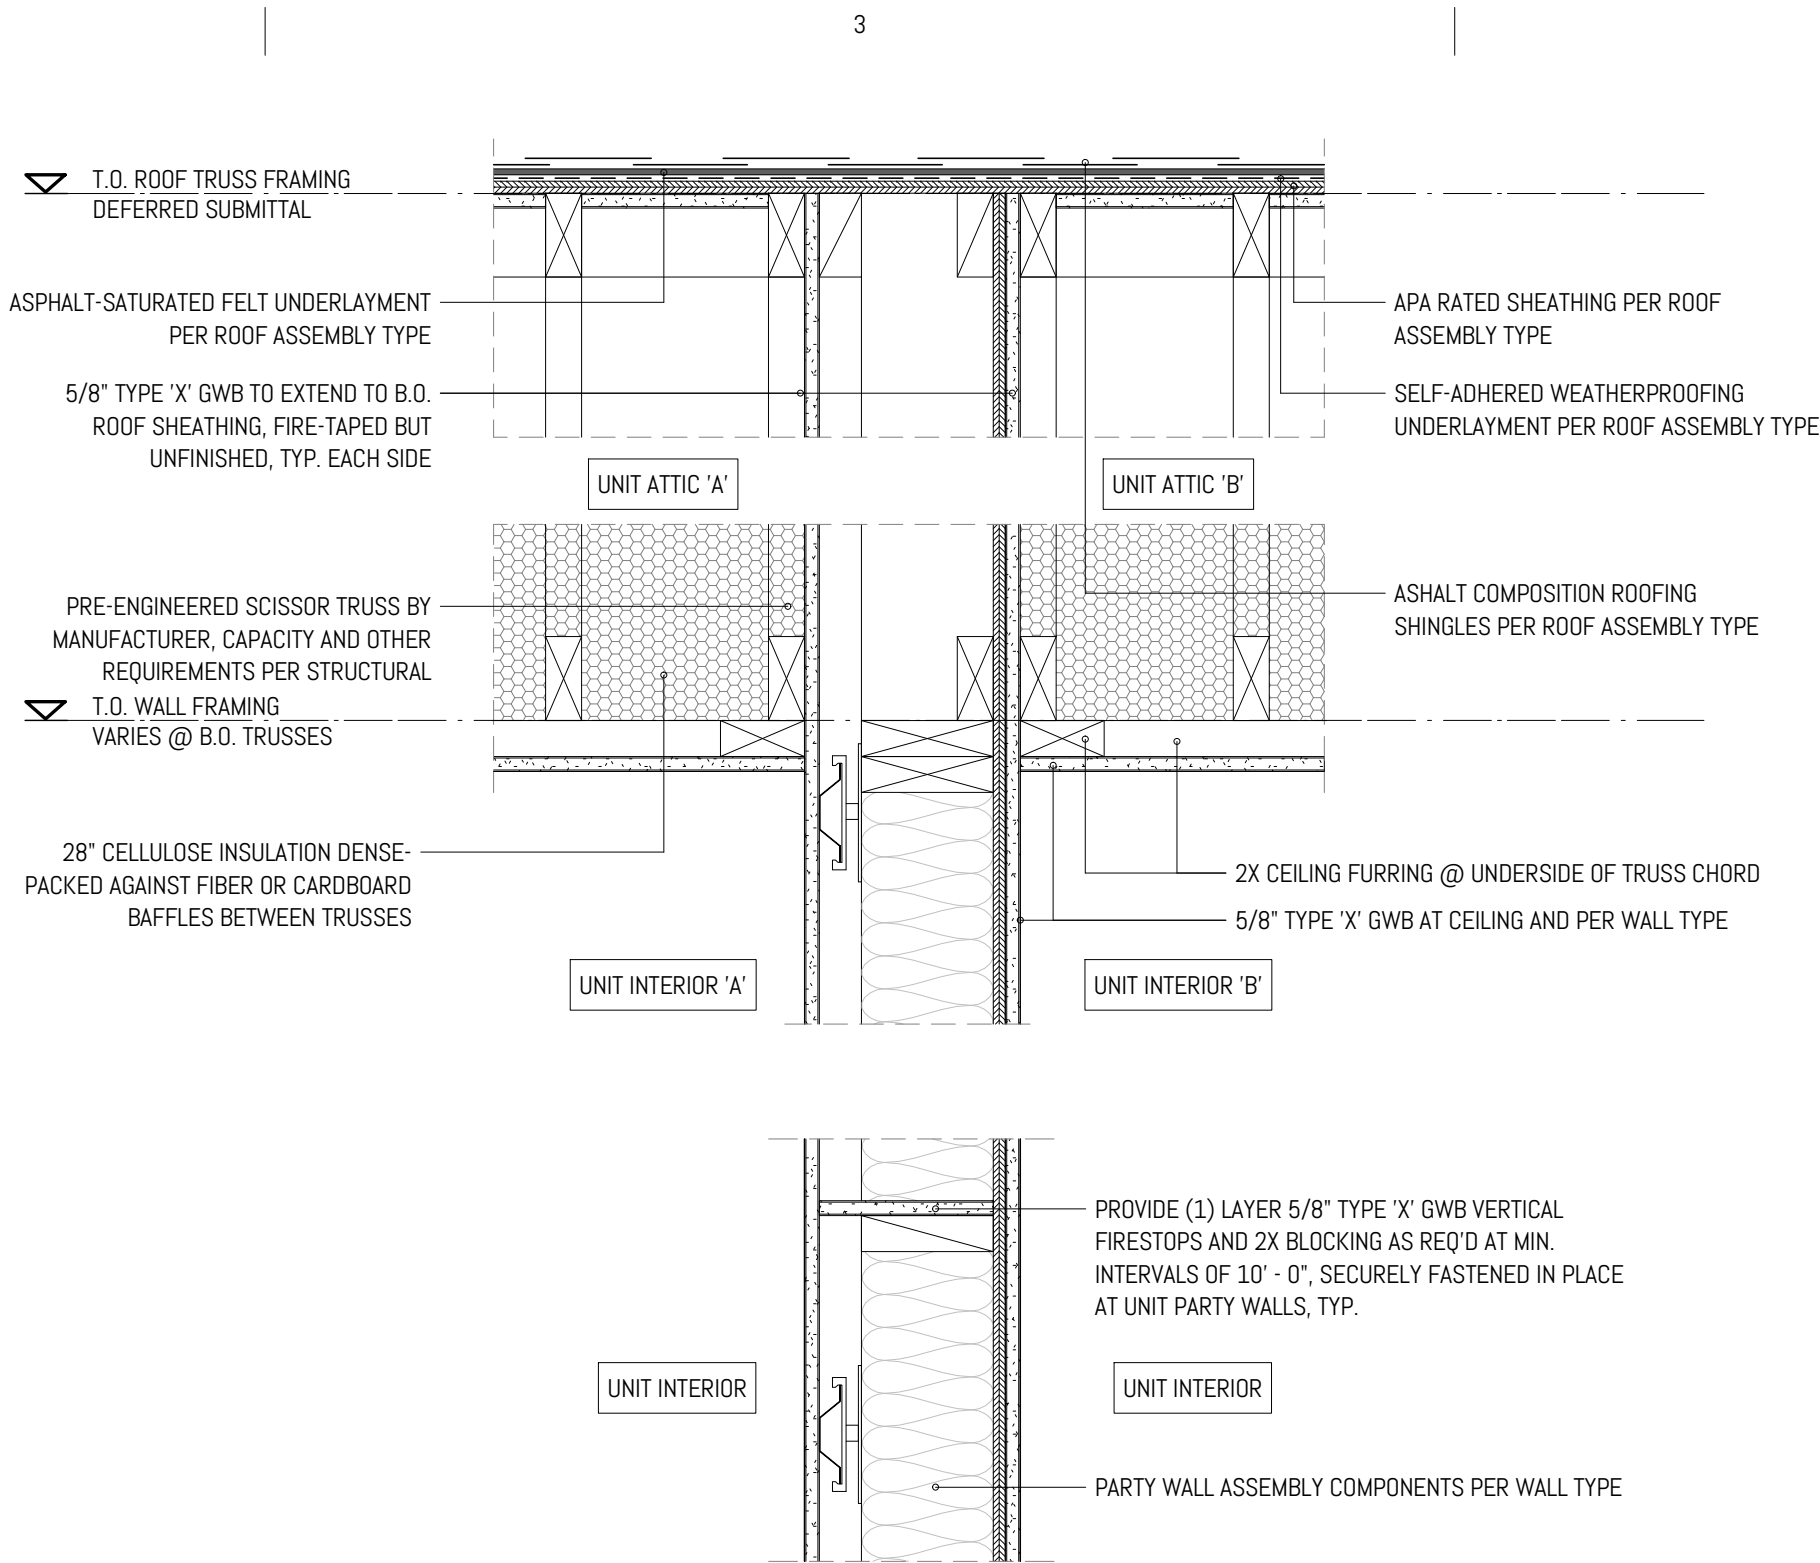 3
T.O. ROOF TRUSS FRAMING
DEFERRED SUBMITTAL
ASPHALT-SATURATED FELT UNDERLAYMENT
PER ROOF ASSEMBLY TYPE
5/8" TYPE 'X' GWB TO EXTEND TO B.O.
ROOF SHEATHING, FIRE-TAPED BUT
UNFINISHED, TYP. EACH SIDE
APA RATED SHEATHING PER ROOF
ASSEMBLY TYPE
SELF-ADHERED WEATHERPROOFING
UNDERLAYMENT PER ROOF ASSEMBLY TYPE
UNIT ATTIC 'A'
UNIT ATTIC 'B'
PRE-ENGINEERED SCISSOR TRUSS BY
MANUFACTURER, CAPACITY AND OTHER
REQUIREMENTS PER STRUCTURAL
ASHALT COMPOSITION ROOFING
SHINGLES PER ROOF ASSEMBLY TYPE
T.O. WALL FRAMING
VARIES @ B.O. TRUSSES
28" CELLULOSE INSULATION DENSE-
PACKED AGAINST FIBER OR CARDBOARD
BAFFLES BETWEEN TRUSSES
2X CEILING FURRING @ UNDERSIDE OF TRUSS CHORD
5/8" TYPE 'X' GWB AT CEILING AND PER WALL TYPE
UNIT INTERIOR 'A'
UNIT INTERIOR 'B'
PROVIDE (1) LAYER 5/8" TYPE 'X' GWB VERTICAL
FIRESTOPS AND 2X BLOCKING AS REQ'D AT MIN.
INTERVALS OF 10' - 0", SECURELY FASTENED IN PLACE
AT UNIT PARTY WALLS, TYP.
UNIT INTERIOR
UNIT INTERIOR
PARTY WALL ASSEMBLY COMPONENTS PER WALL TYPE